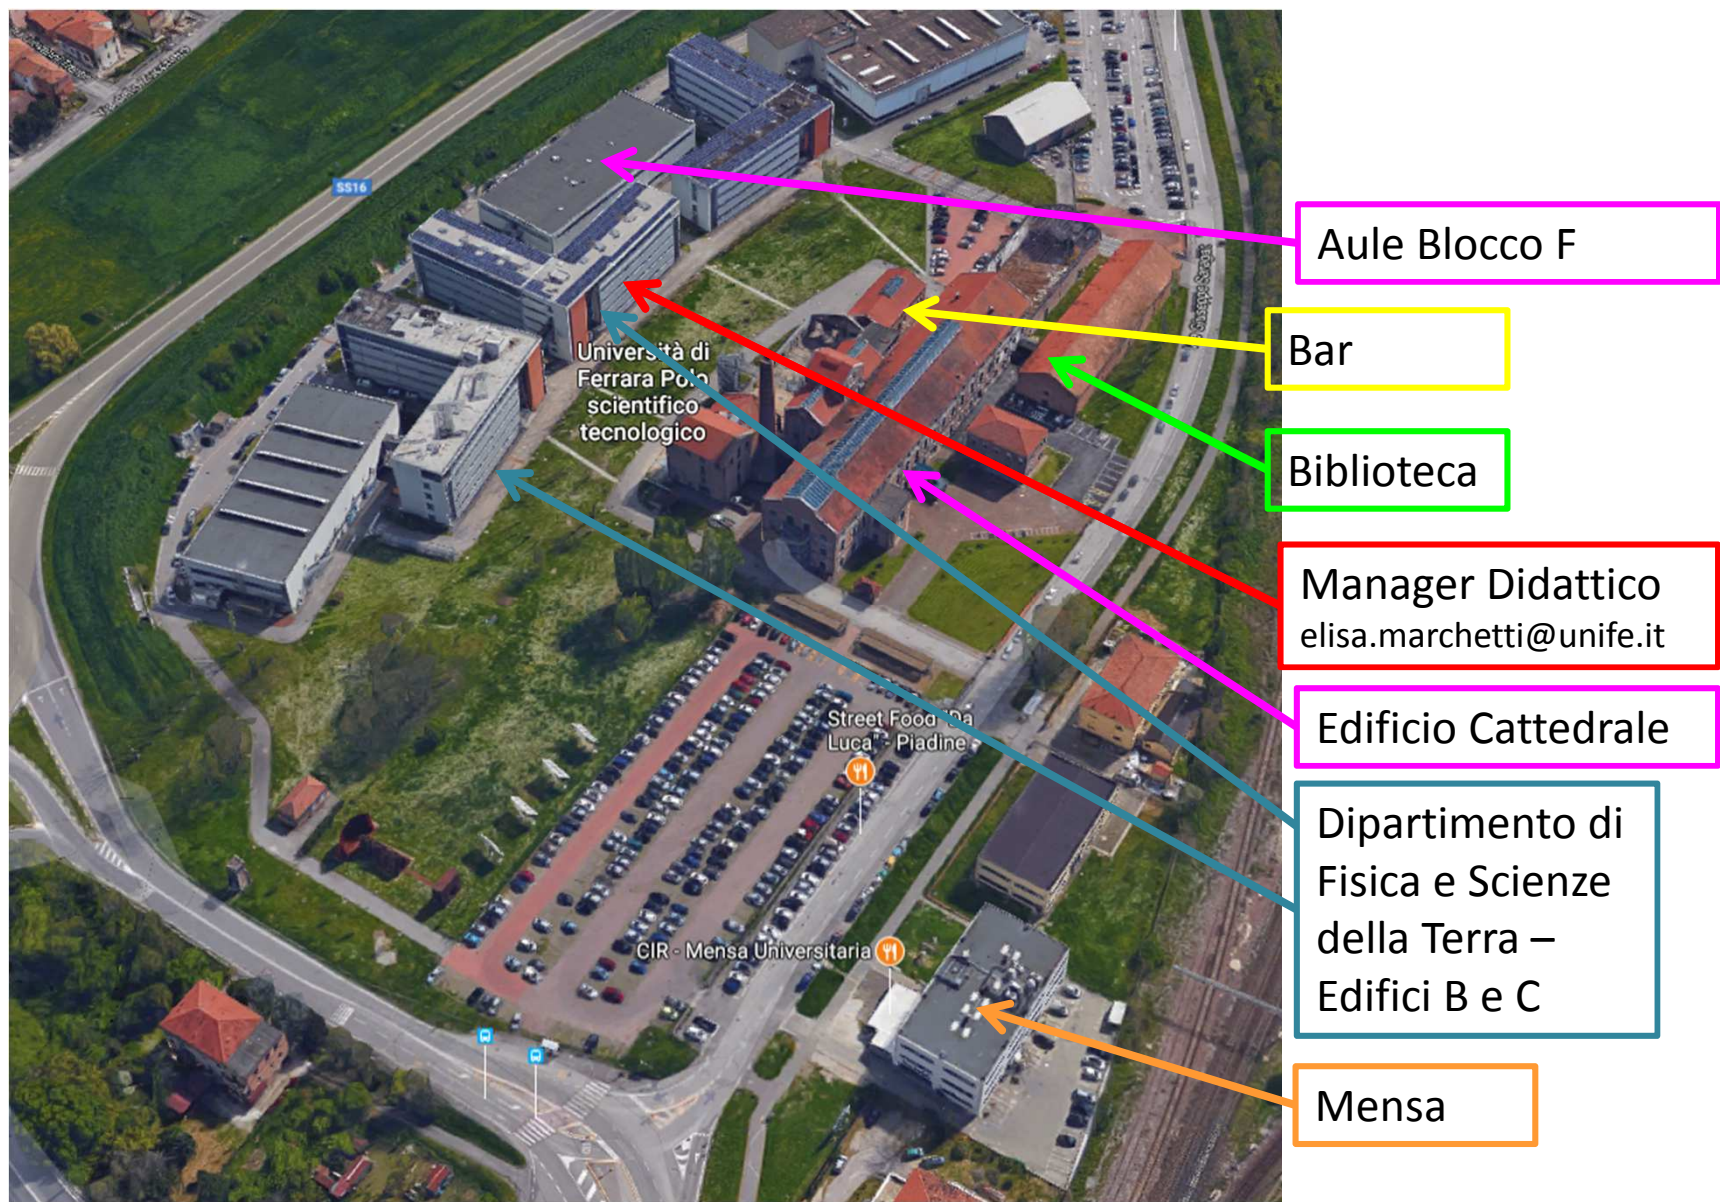 SS16
Università di
Ferrara Polo
scientifico
tecnologico
Street Food "Da
Luca" - Piadine
CIR - Mensa Universitaria
Aule Blocco F
Bar
Biblioteca
Manager Didattico
elisa.marchetti@unife.it
Edificio Cattedrale
Dipartimento di
Fisica e Scienze
della Terra –
Edifici B e C
Mensa